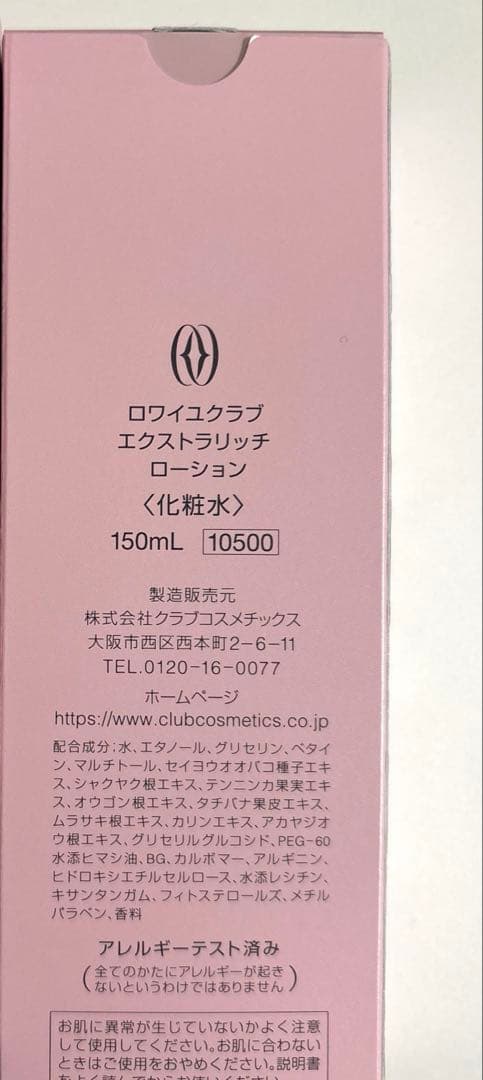 ロワイユクラブ
エクストラリッチ
ローション
〈化粧水〉
150mL 10500
製造販売元
株式会社クラブコスメチックス
大阪市西区西本町2-6-11
TEL.0120-16-0077
ホームページ
https://www.clubcosmetics.co.jp
配合成分;水、エタノール、グリセリン、ベタイ
ン、マルチトール、セイヨウオオバコ種子エキ
ス、シャクヤク根エキス、テンニンカ果実エキ
ス、オウゴン根エキス、タチバナ果皮エキス、
ムラサキ根エキス、カリンエキス、アカヤジオ
ウ根エキス、グリセリルグルコシド、PEG-60
水添ヒマシ油、BG、カルボマー、アルギニン、
ヒドロキシエチルセルロース、水添レシチン、
キサンタンガム、フィトステロールズ、メチル
パラベン、香料
アレルギーテスト済み
(全てのかたにアレルギーが起き
ないというわけではありません)
お肌に異常が生じていないかよく注意
して使用してください。お肌に合わない
ときはご使用をおやめください。説明書
をよく読んでからお使いください。